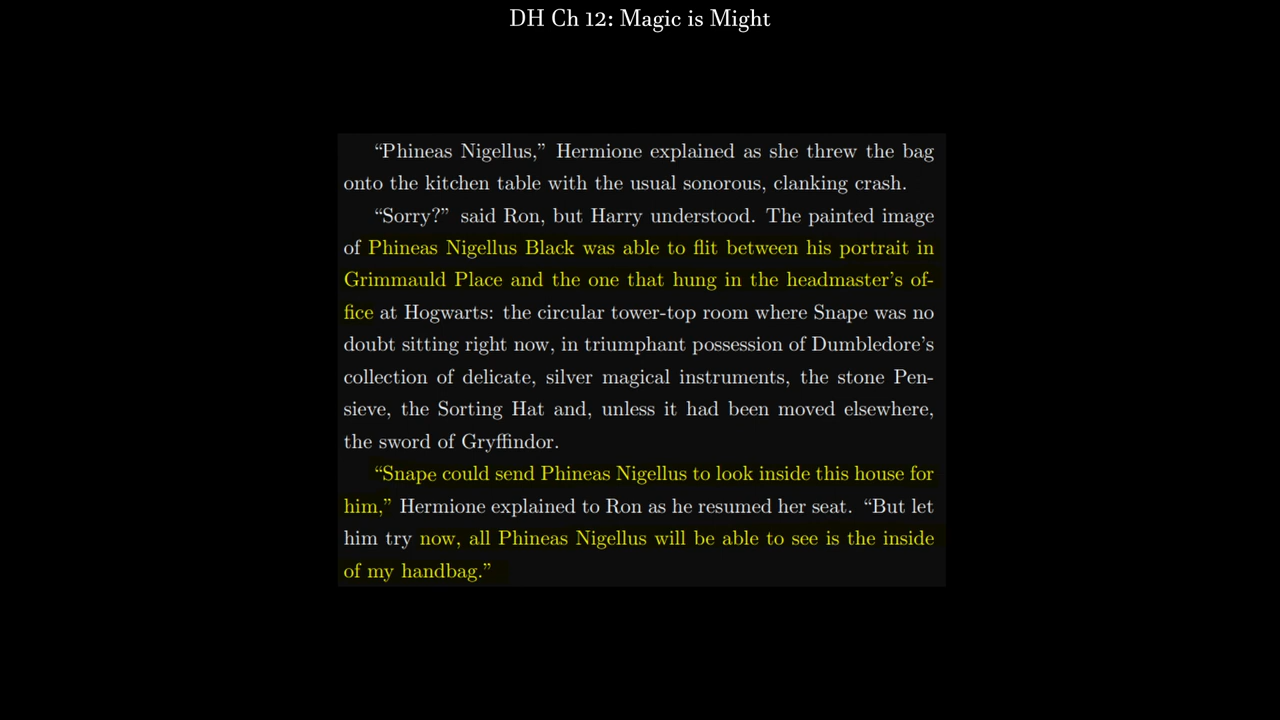 DH Ch 12: Magic is Might
“Phineas Nigellus,” Hermione explained as she threw the bag
onto the kitchen table with the usual sonorous, clanking crash.
“Sorry?” said Ron, but Harry understood. The painted image
of Phineas Nigellus Black was able to flit between his portrait in
Grimmauld Place and the one that hung in the headmaster’s of-
fice at Hogwarts: the circular tower-top room where Snape was no
doubt sitting right now, in triumphant possession of Dumbledore’s
collection of delicate, silver magical instruments, the stone Pen-
sieve, the Sorting Hat and, unless it had been moved elsewhere,
the sword of Gryffindor.
“Snape could send Phineas Nigellus to look inside this house for
him,” Hermione explained to Ron as he resumed her seat. “But let
him try now, all Phineas Nigellus will be able to see is the inside
of my handbag.”